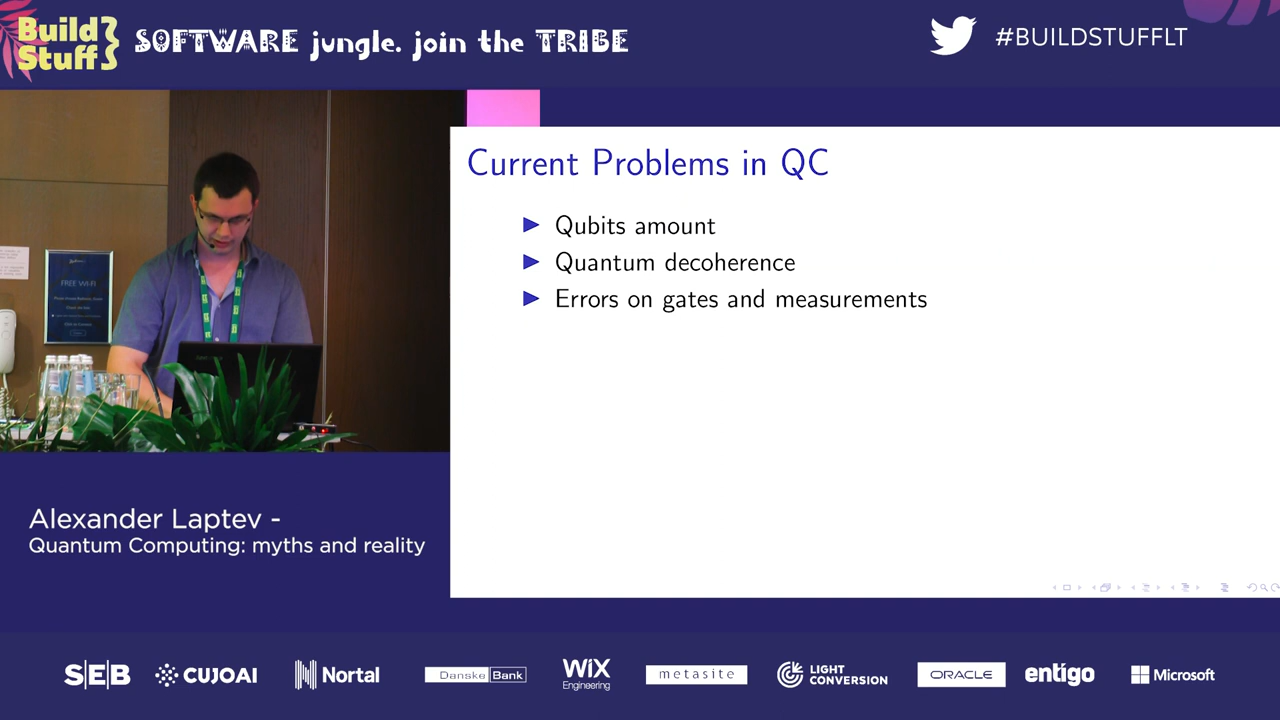 Build
Stuff
SOFTWARE jungle. join the TRIBE
#BUILDSTUFFLT
Current Problems in QC
Qubits amount
Quantum decoherence
Errors on gates and measurements
FREE WI-FI
Alexander Laptev -
Quantum Computing: myths and reality
SEB
CUJOAI
Nortal
Danske Bank
WiX
Engineering
metasite
LIGHT
CONVERSION
ORACLE
entigo
Microsoft